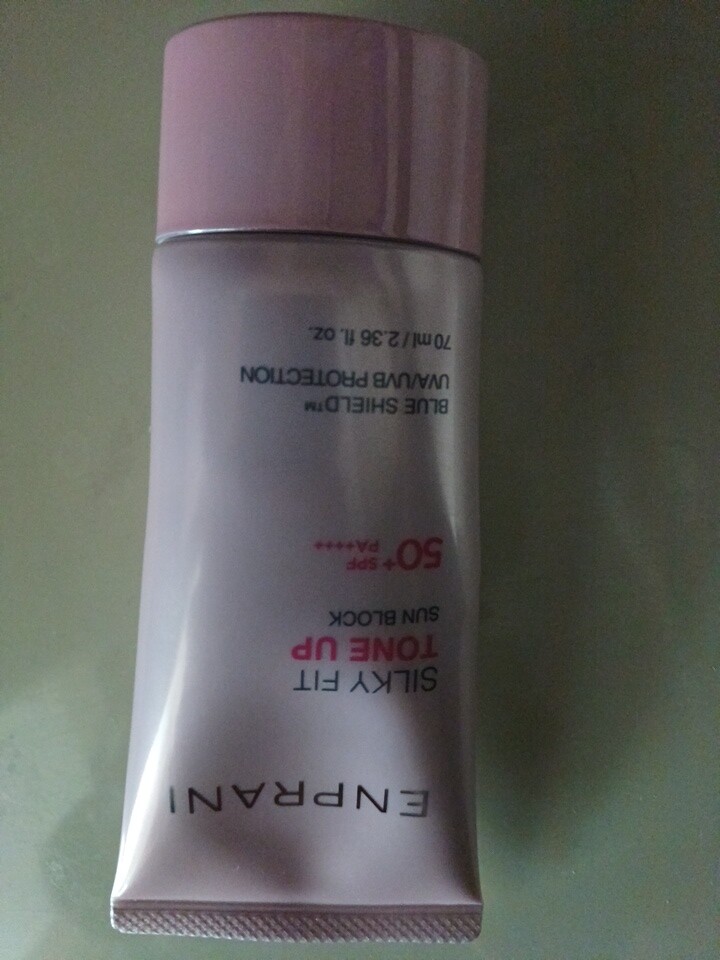 ENPRANI
SILKY FIT
TONE UP
SUN BLOCK
50+ SPF
PA++++
BLUE SHIELD™
UVA/UVB PROTECTION
70 ml / 2.36 fl. oz.